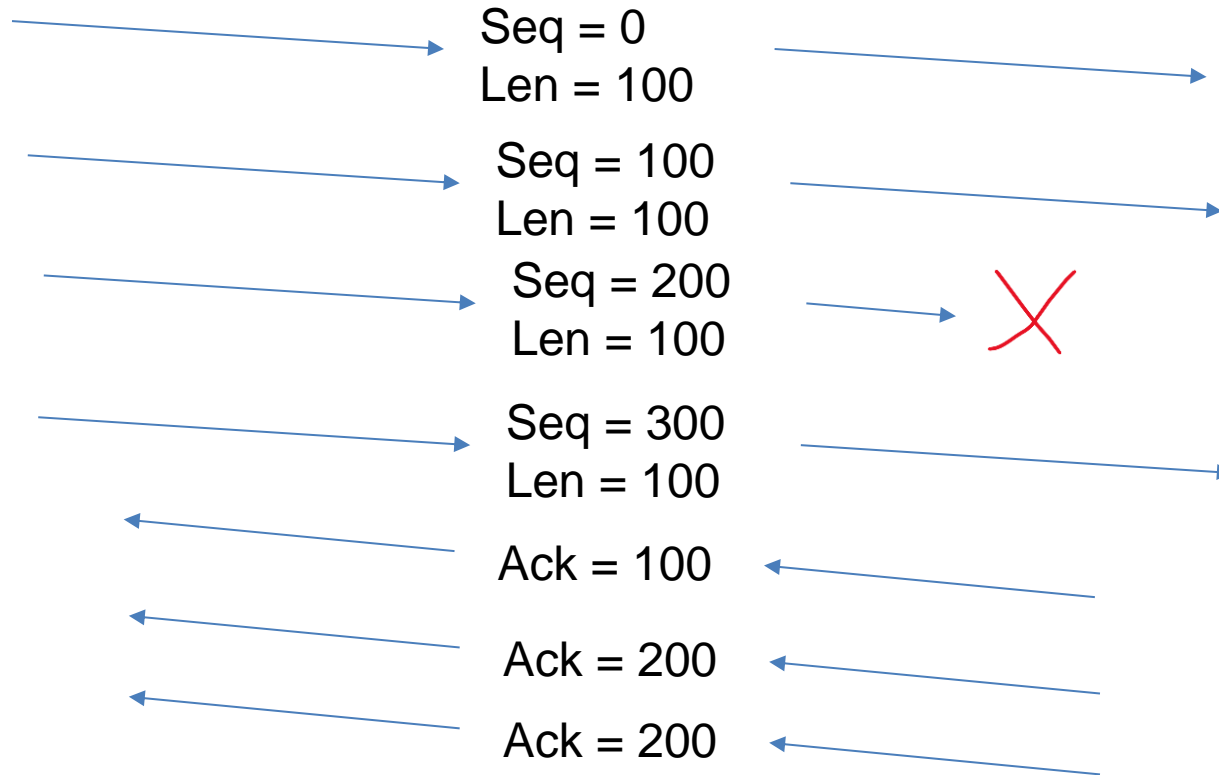 Seq = 0
Len = 100
Seq = 100
Len = 100
Seq = 200
Len = 100
Seq = 300
Len = 100
Ack = 100
Ack = 200
Ack = 200